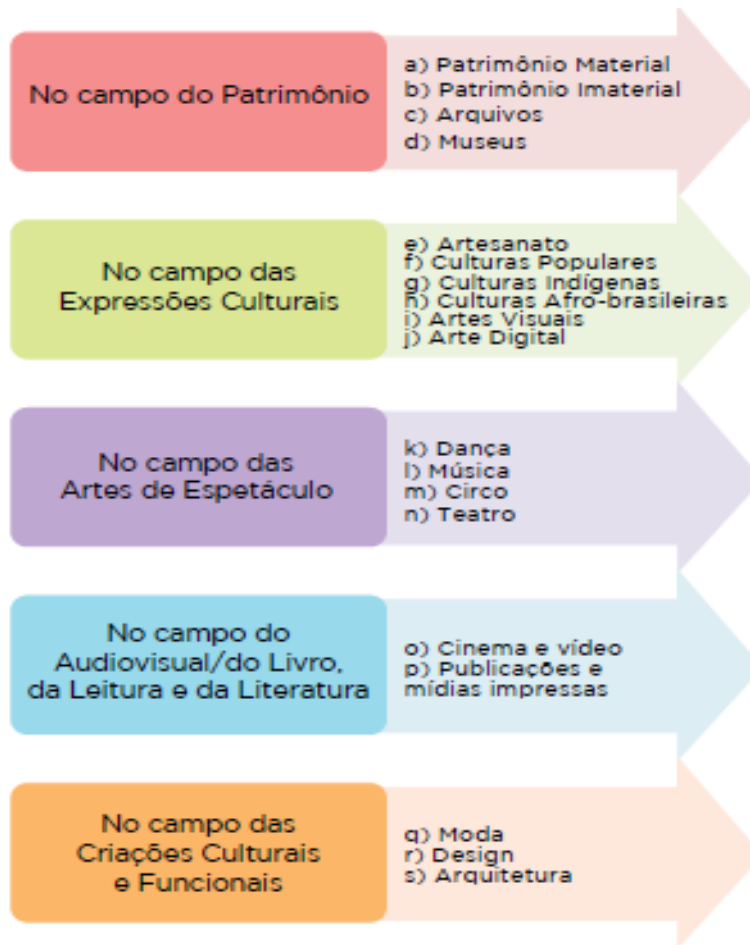 No campo do Patrimônio
a) Patrimônio Material
b) Patrimônio Imaterial
c) Arquivos
d) Museus
No campo das
Expressões Culturais
e) Artesanato
f) Culturas Populares
g) Culturas Indígenas
h) Culturas Afro-brasileiras
i) Artes Visuais
j) Arte Digital
No campo das
Artes de Espetáculo
k) Dança
l) Música
m) Circo
n) Teatro
No campo do
Audiovisual/do Livro,
da Leitura e da Literatura
o) Cinema e vídeo
p) Publicações e
mídias impressas
No campo das
Criações Culturais
e Funcionais
q) Moda
r) Design
s) Arquitetura